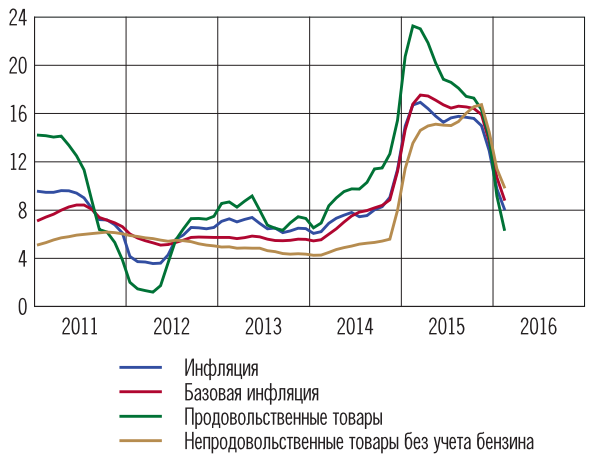 24
20
16
12
8
4
0
2011 2012 2013 2014 2015 2016
Инфляция
Базовая инфляция
Продовольственные товары
Непродовольственные товары без учета бензина